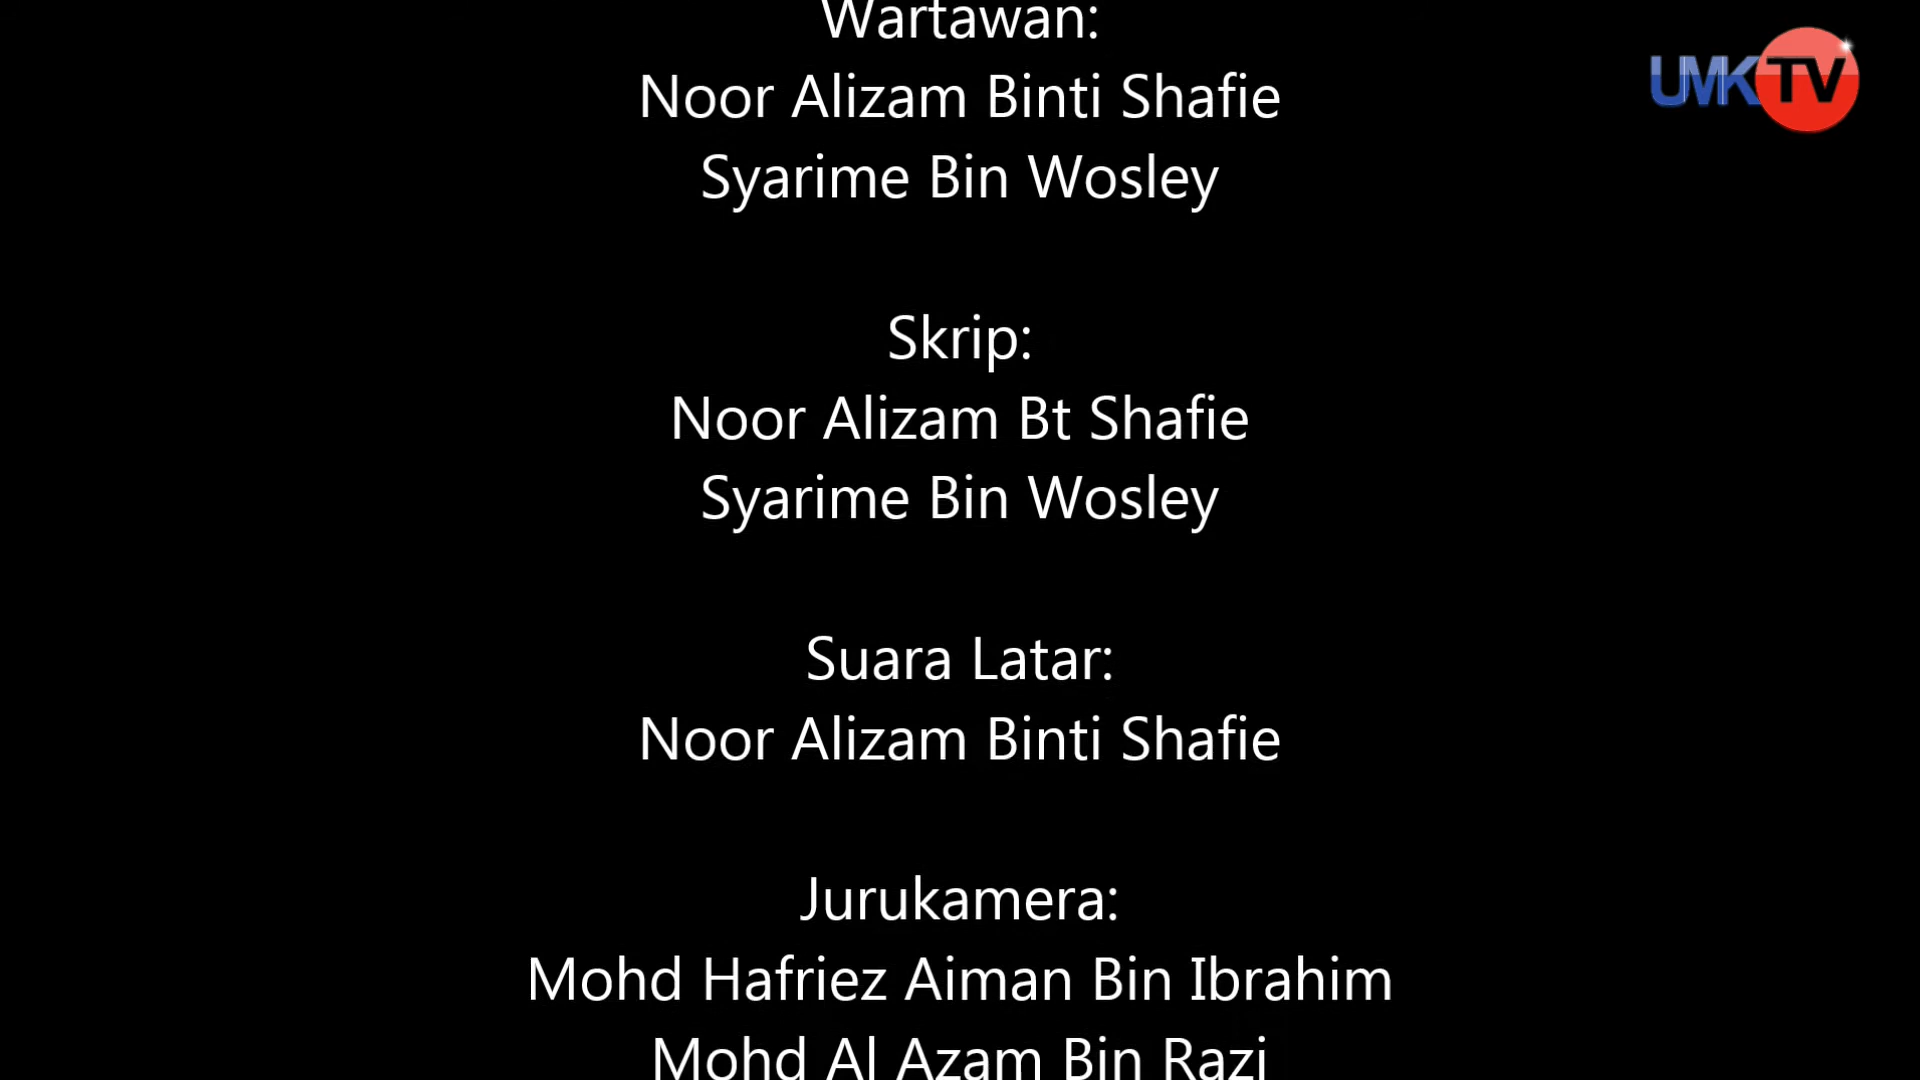 Wartawan:
UMKTV
Noor Alizam Binti Shafie
Syarime Bin Wosley
Skrip:
Noor Alizam Bt Shafie
Syarime Bin Wosley
Suara Latar:
Noor Alizam Binti Shafie
Jurukamera:
Mohd Hafriez Aiman Bin Ibrahim
Mohd Al Azam Bin Razi